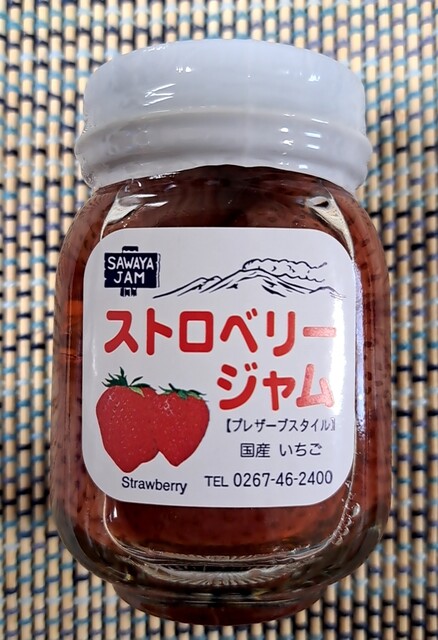 SAWAYA
JAM
ストロベリー
ジャム
【プレザーブスタイル】
国産 いちご
Strawberry
TEL 0267-46-2400